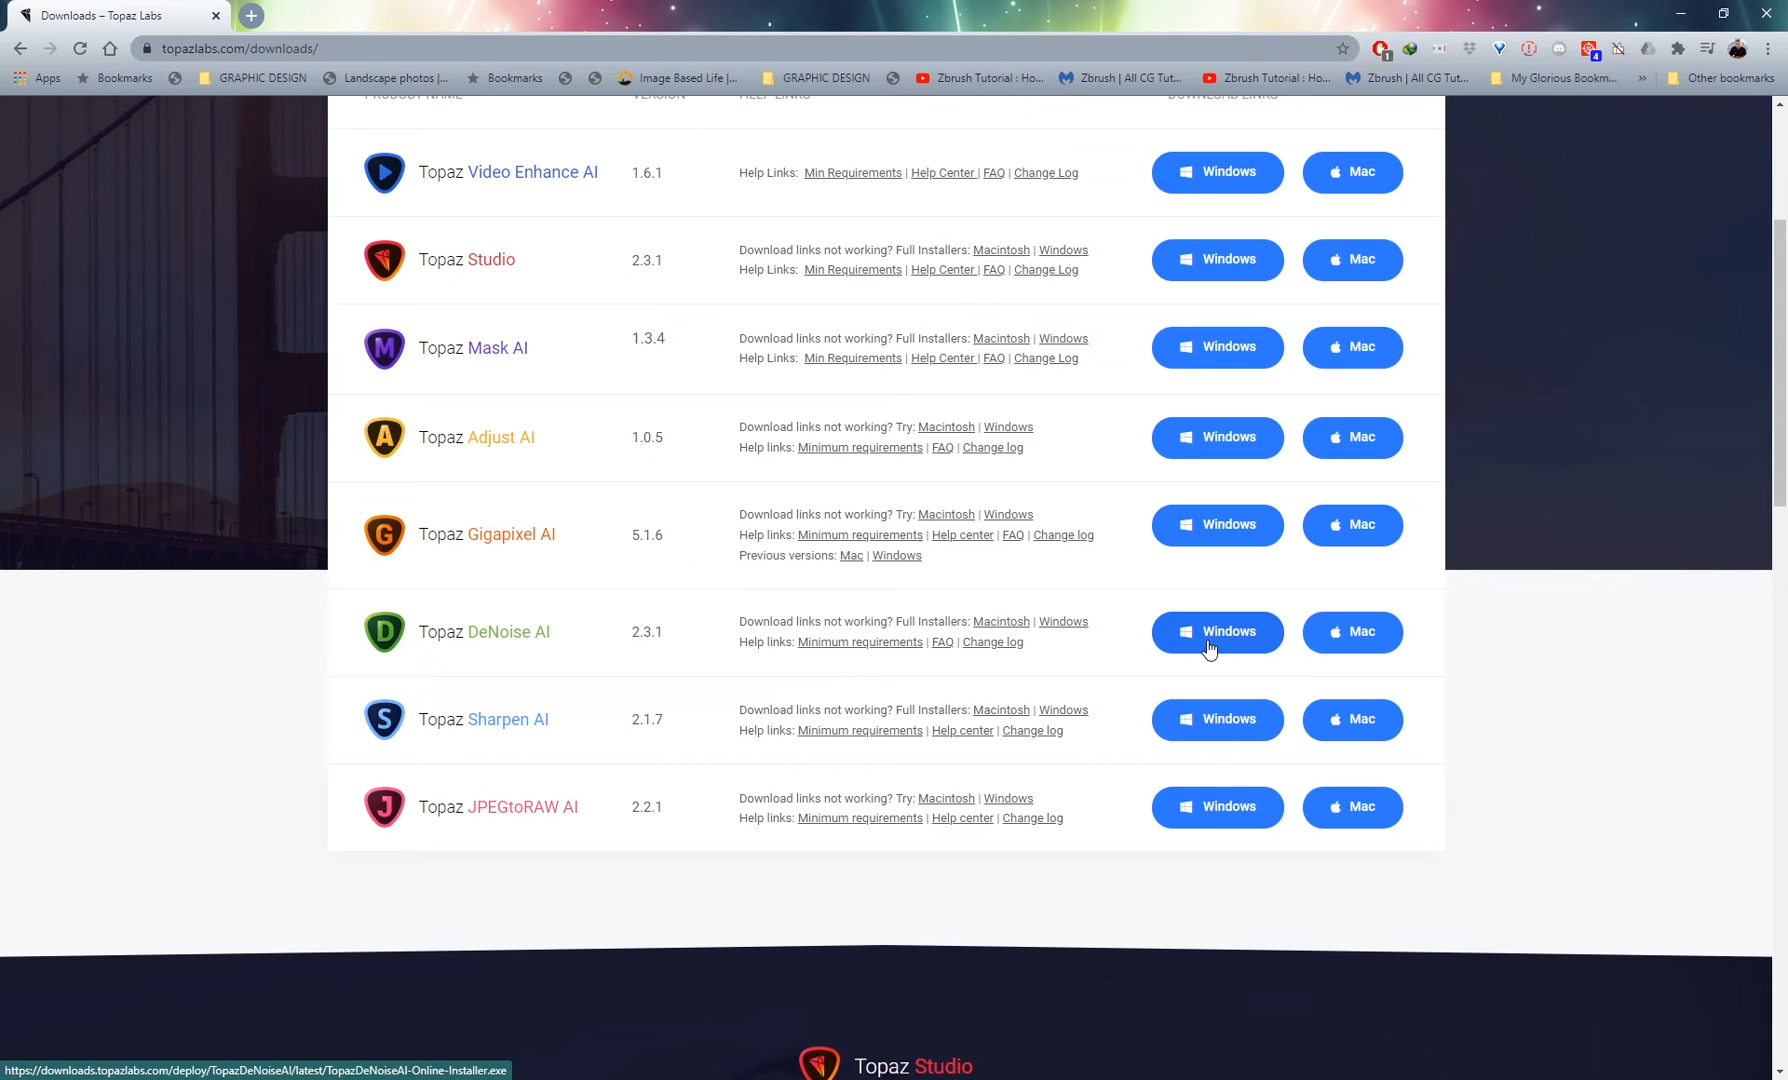 Downloads – Topaz Labs
topazlabs.com/downloads/
1
4
Apps Bookmarks GRAPHIC DESIGN Landscape photos |... Bookmarks Image Based Life |... GRAPHIC DESIGN Zbrush Tutorial : Ho... Zbrush | All CG Tut... Zbrush Tutorial : Ho... Zbrush | All CG Tut... My Glorious Bookm... » Other bookmarks
PRODUCT NAME VERSION HELP LINKS DOWNLOAD LINKS
Topaz Video Enhance AI 1.6.1 Help Links: Min Requirements | Help Center | FAQ | Change Log Windows Mac
Download links not working? Full Installers: Macintosh | Windows
Topaz Studio 2.3.1 Windows Mac
Help Links: Min Requirements | Help Center | FAQ | Change Log
Download links not working? Full Installers: Macintosh | Windows
M Topaz Mask AI 1.3.4 Windows Mac
Help Links: Min Requirements | Help Center | FAQ | Change Log
Download links not working? Try: Macintosh | Windows
A Topaz Adjust AI 1.0.5 Windows Mac
Help links: Minimum requirements | FAQ | Change log
Download links not working? Try: Macintosh | Windows
G Topaz Gigapixel AI 5.1.6 Help links: Minimum requirements | Help center | FAQ | Change log Windows Mac
Previous versions: Mac | Windows
Download links not working? Full Installers: Macintosh | Windows
D Topaz DeNoise AI 2.3.1 Windows Mac
Help links: Minimum requirements | FAQ | Change log
Download links not working? Full Installers: Macintosh | Windows
S Topaz Sharpen AI 2.1.7 Windows Mac
Help links: Minimum requirements | Help center | Change log
Download links not working? Try: Macintosh | Windows
J Topaz JPEGtoRAW AI 2.2.1 Windows Mac
Help links: Minimum requirements | Help center | Change log
Topaz Studio
https://downloads.topazlabs.com/deploy/TopazDeNoiseAI/latest/TopazDeNoiseAI-Online-Installer.exe